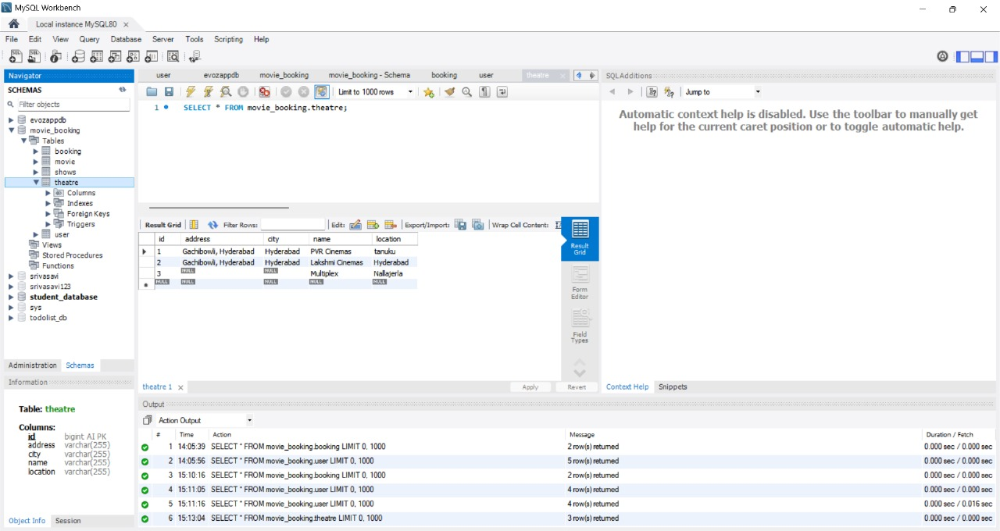 MySQL Workbench
Local instance MySQL80
File Edit View Query Database Server Tools Scripting Help
Navigator
SCHEMAS
Filter objects
evozappdb
movie_booking
Tables
booking
movie
shows
theatre
Columns
Indexes
Foreign Keys
Triggers
user
Views
Stored Procedures
Functions
srivasavi
srivasavi123
student_database
sys
todolist_db
Administration Schemas
Information
Table: theatre
Columns:
id bigint AI PK
address varchar(255)
city varchar(255)
name varchar(255)
location varchar(255)
Object Info Session
user evozappdb movie_booking movie_booking - Schema booking user theatre
Limit to 1000 rows
1 SELECT * FROM movie_booking.theatre;
Result Grid Filter Rows: Edit: Export/Import: Wrap Cell Content:
id address city name location
1 Gachibowli, Hyderabad Hyderabad PVR Cinemas tanuku
2 Gachibowli, Hyderabad Hyderabad Lakshmi Cinemas Hyderabad
3 NULL NULL Multiplex Nallajerla
NULL NULL NULL NULL NULL
Result
Grid
Form
Editor
Field
Types
theatre 1 Apply Revert
SQLAdditions
Jump to
Automatic context help is disabled. Use the toolbar to manually get
help for the current caret position or to toggle automatic help.
Context Help Snippets
Output
Action Output
# Time Action Message Duration / Fetch
1 14:05:39 SELECT * FROM movie_booking.booking LIMIT 0, 1000 2 row(s) returned 0.000 sec / 0.000 sec
2 14:05:56 SELECT * FROM movie_booking.user LIMIT 0, 1000 5 row(s) returned 0.000 sec / 0.000 sec
3 15:10:16 SELECT * FROM movie_booking.booking LIMIT 0, 1000 2 row(s) returned 0.000 sec / 0.000 sec
4 15:11:05 SELECT * FROM movie_booking.user LIMIT 0, 1000 4 row(s) returned 0.000 sec / 0.000 sec
5 15:11:16 SELECT * FROM movie_booking.user LIMIT 0, 1000 4 row(s) returned 0.000 sec / 0.016 sec
6 15:13:04 SELECT * FROM movie_booking.theatre LIMIT 0, 1000 3 row(s) returned 0.000 sec / 0.000 sec